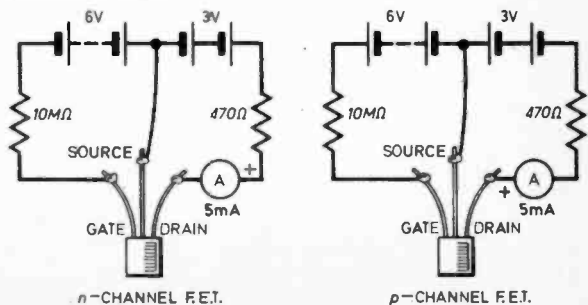 6V 3V
10MΩ 470Ω
SOURCE
A +
5mA
GATE DRAIN
n-CHANNEL F.E.T.
6V 3V
10MΩ 470Ω
SOURCE
+ A
5mA
GATE DRAIN
p-CHANNEL F.E.T.